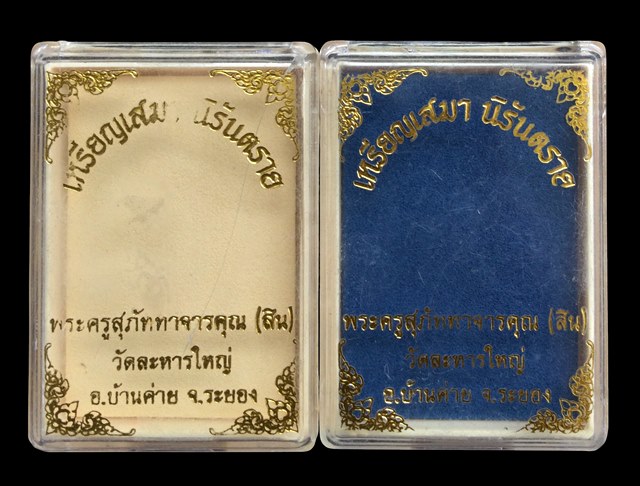 เหรียญเสมา นิรันตราย
พระครูสุภัททาจารคุณ (สิน)
วัดละหารใหญ่
อ.บ้านค่าย จ.ระยอง
เหรียญเสมา นิรันตราย
พระครูสุภัททาจารคุณ (สิน)
วัดละหารใหญ่
อ.บ้านค่าย จ.ระยอง